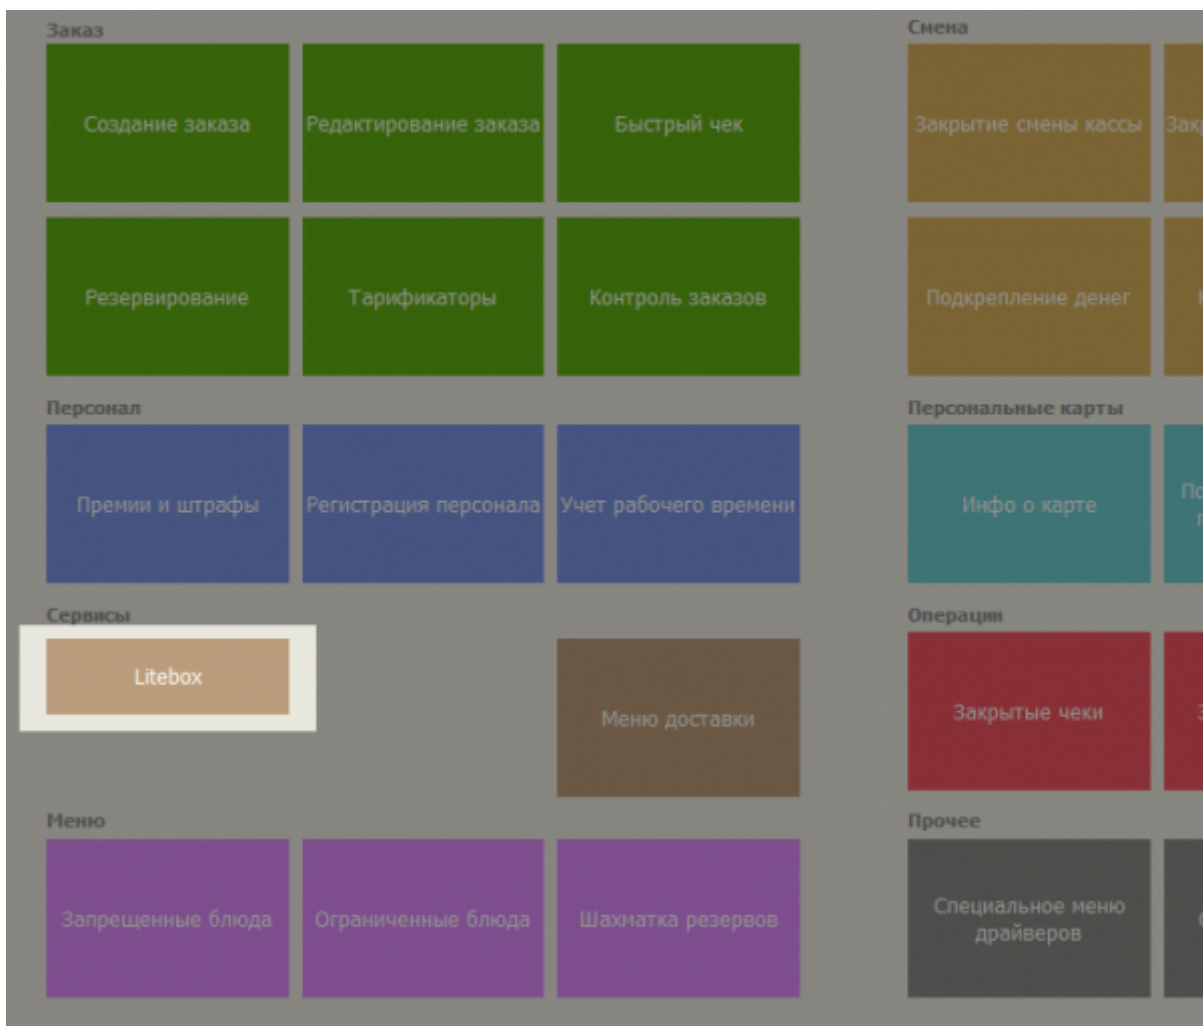 Заказ
Создание заказа
Редактирование заказа
Быстрый чек
Резервирование
Тарификаторы
Контроль заказов
Персонал
Премии и штрафы
Регистрация персонала
Учет рабочего времени
Сервисы
Litebox
Меню доставки
Меню
Запрещенные блюда
Ограниченные блюда
Шахматка резервов
Смена
Закрытие смены кассы
Подкрепление денег
Персональные карты
Инфо о карте
Операции
Закрытые чеки
Прочее
Специальное меню
драйверов